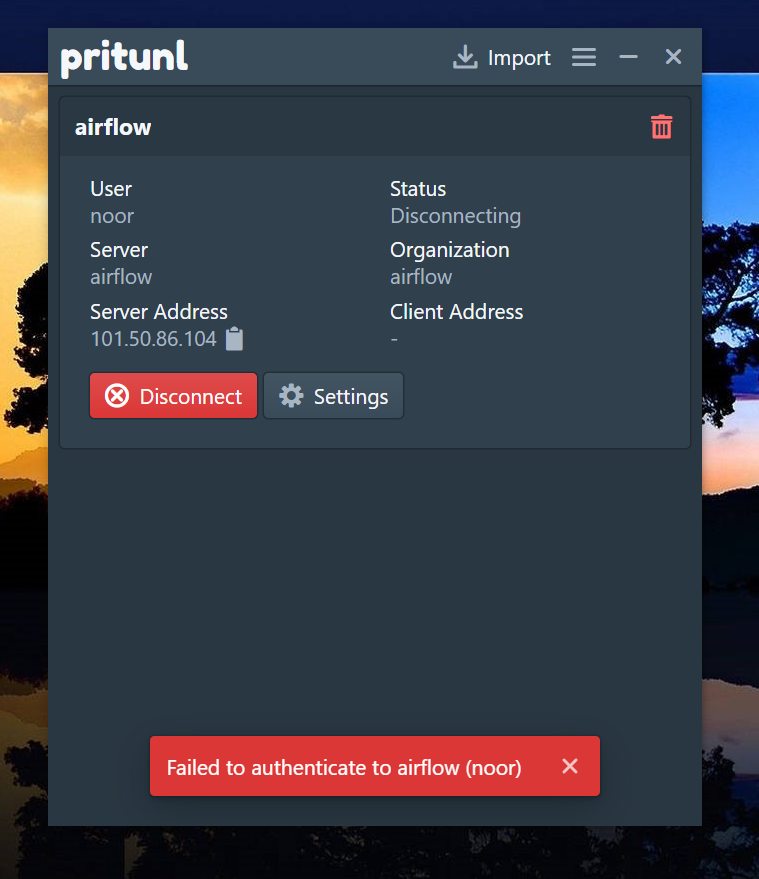 pritunl
Import
airflow
User
noor
Status
Disconnecting
Server
airflow
Organization
airflow
Server Address
101.50.86.104
Client Address
-
Disconnect
Settings
Failed to authenticate to airflow (noor)